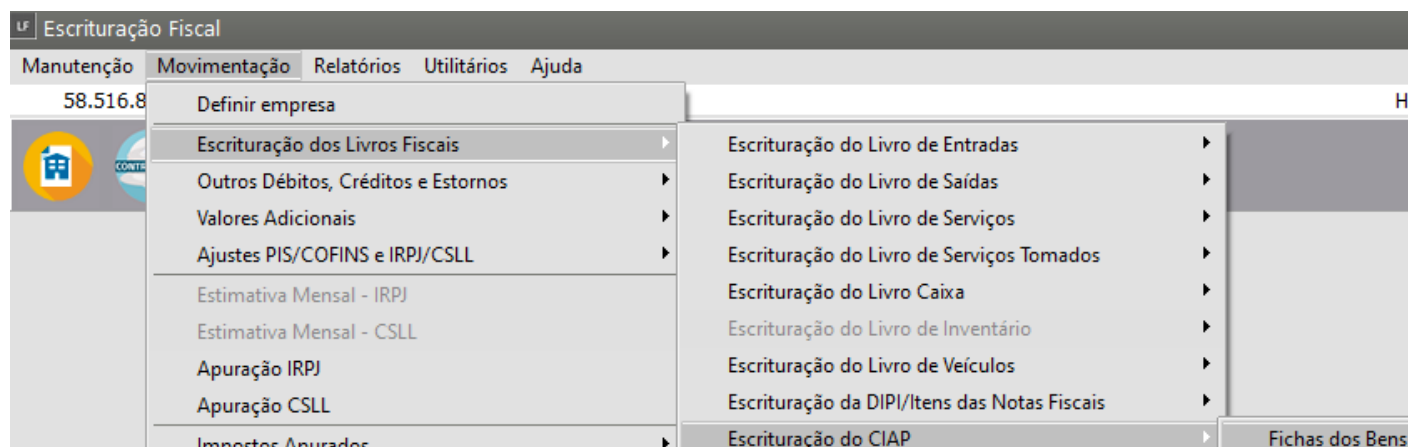 LF Escrituração Fiscal
Manutenção Movimentação Relatórios Utilitários Ajuda
58.516.8
H
Definir empresa
Escrituração dos Livros Fiscais
Outros Débitos, Créditos e Estornos
Valores Adicionais
Ajustes PIS/COFINS e IRPJ/CSLL
Estimativa Mensal - IRPJ
Estimativa Mensal - CSLL
Apuração IRPJ
Apuração CSLL
Impostos Apurados
Escrituração do Livro de Entradas
Escrituração do Livro de Saídas
Escrituração do Livro de Serviços
Escrituração do Livro de Serviços Tomados
Escrituração do Livro Caixa
Escrituração do Livro de Inventário
Escrituração do Livro de Veículos
Escrituração da DIPI/Itens das Notas Fiscais
Escrituração do CIAP
Fichas dos Bens